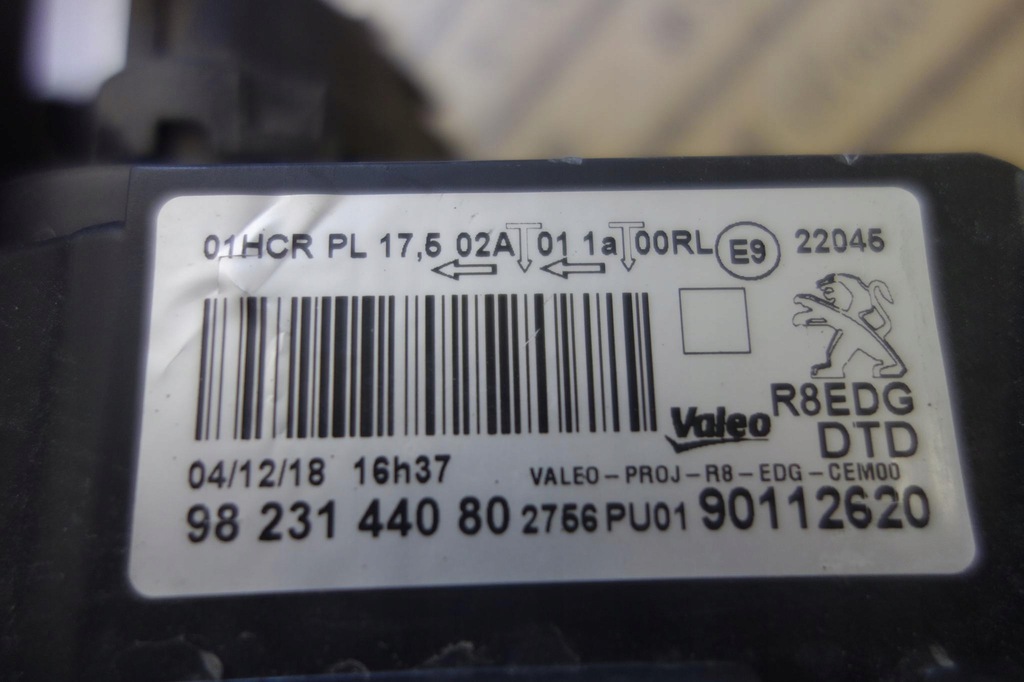 01HCR PL 17,5 02A 01 1a 00RL E9 22045
R8EDG
Valeo
DTD
04/12/18 16h37 VALEO-PROJ-R8-EDG-CEM00
98 231 440 80 2756 PU01 90112620